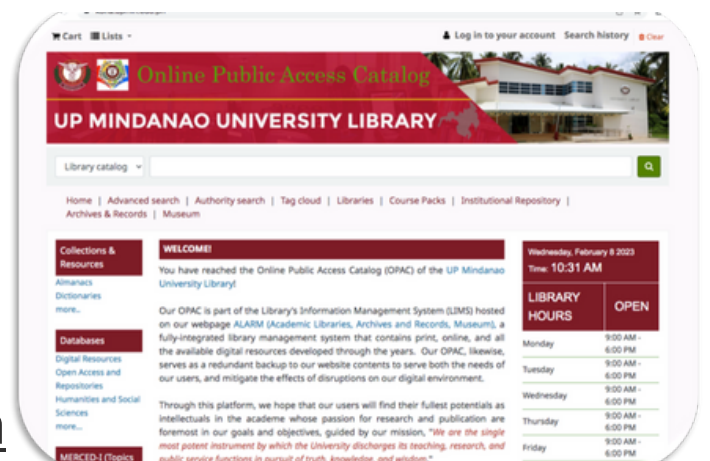 Cart Lists
Log in to your account Search history Clear
Online Public Access Catalog
UP MINDANAO UNIVERSITY LIBRARY
Library catalog
Home | Advanced search | Authority search | Tag cloud | Libraries | Course Packs | Institutional Repository |
Archives & Records | Museum
Collections &
Resources
Almanacs
Dictionaries
more..
Databases
Digital Resources
Open Access and
Repositories
Humanities and Social
Sciences
more...
MERCED-I (Topics
WELCOME!
You have reached the Online Public Access Catalog (OPAC) of the UP Mindanao
University Library!
Our OPAC is part of the Library's Information Management System (LIMS) hosted
on our webpage ALARM (Academic Libraries, Archives and Records, Museum), a
fully-integrated library management system that contains print, online, and all
the available digital resources developed through the years. Our OPAC, likewise,
serves as a redundant backup to our website contents to serve both the needs of
our users, and mitigate the effects of disruptions on our digital environment.
Through this platform, we hope that our users will find their fullest potentials as
intellectuals in the academe whose passion for research and publication are
foremost in our goals and objectives, guided by our mission, "We are the single
most potent instrument by which the University discharges its teaching, research, and
public service functions in pursuit of truth, knowledge, and wisdom."
Wednesday, February 8 2023
Time: 10:31 AM
LIBRARY
HOURS
OPEN
Monday
9:00 AM -
6:00 PM
Tuesday
9:00 AM -
6:00 PM
Wednesday
9:00 AM -
6:00 PM
Thursday
9:00 AM -
6:00 PM
Friday
9:00 AM -
6:00 PM